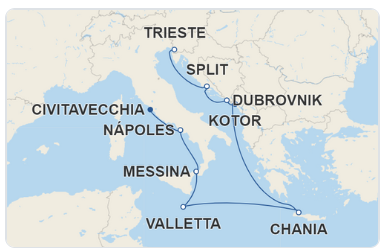 TRIESTE
SPLIT
DUBROVNIK
CIVITAVECCHIA
KOTOR
NÁPOLES
MESSINA
VALLETTA
CHANIA